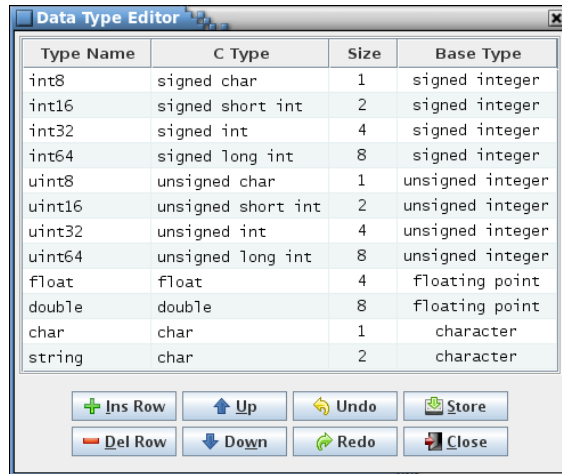 Data Type Editor
Type Name C Type Size Base Type
int8 signed char 1 signed integer
int16 signed short int 2 signed integer
int32 signed int 4 signed integer
int64 signed long int 8 signed integer
uint8 unsigned char 1 unsigned integer
uint16 unsigned short int 2 unsigned integer
uint32 unsigned int 4 unsigned integer
uint64 unsigned long int 8 unsigned integer
float float 4 floating point
double double 8 floating point
char char 1 character
string char 2 character
Ins Row Up Undo Store
Del Row Down Redo Close